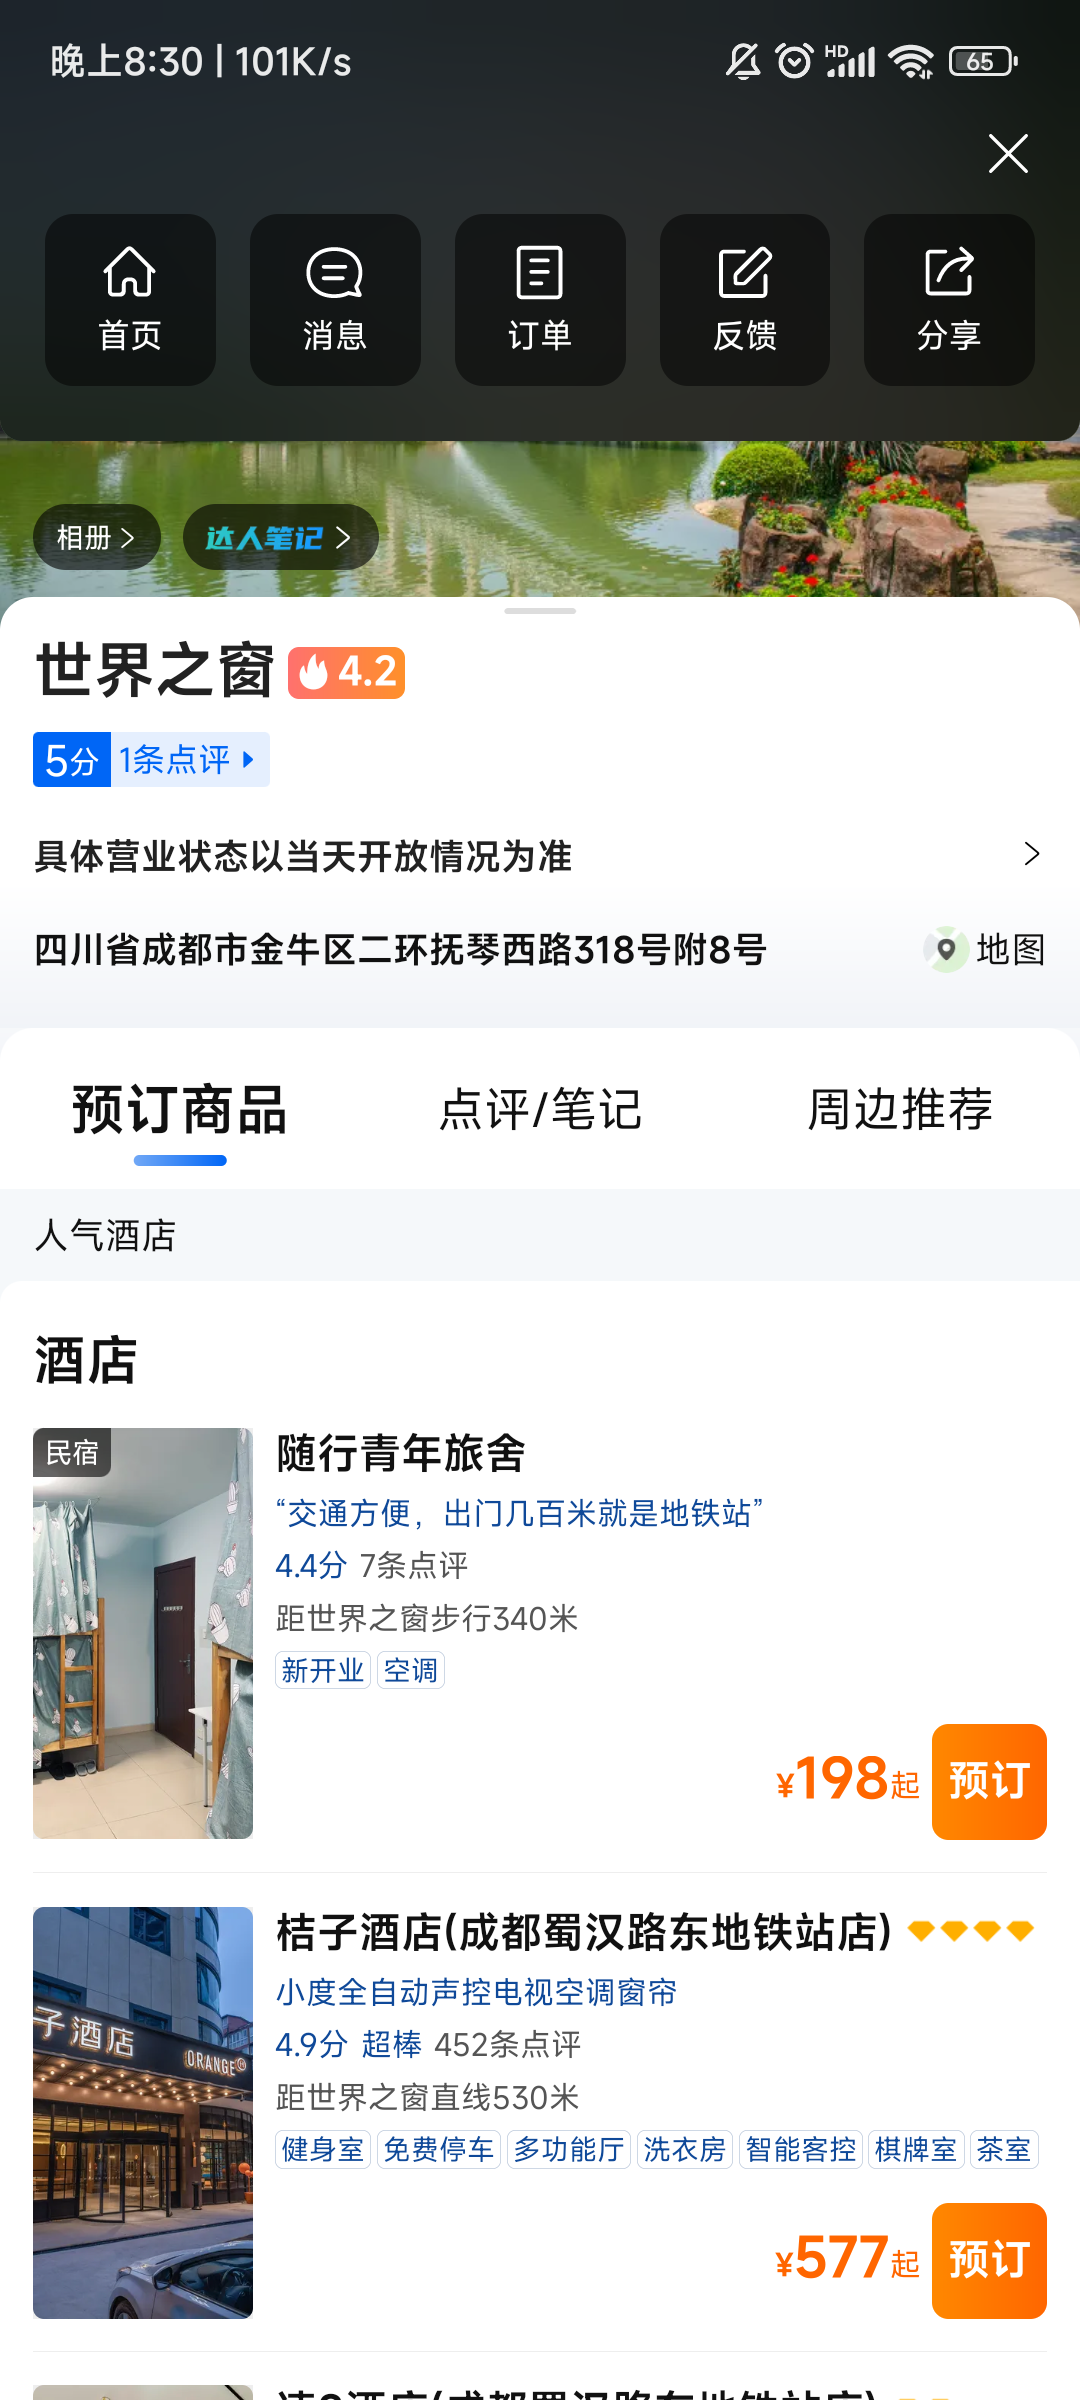 晚上8:30 | 101K/s
HD
65
首页
消息
订单
反馈
分享
相册
达人笔记
世界之窗 4.2
5分 1条点评
具体营业状态以当天开放情况为准
四川省成都市金牛区二环抚琴西路318号附8号 地图
预订商品
点评/笔记
周边推荐
人气酒店
酒店
民宿
随行青年旅舍
“交通方便，出门几百米就是地铁站”
4.4分 7条点评
距世界之窗步行340米
新开业 空调
¥198起 预订
子酒店
ORANGE
桔子酒店(成都蜀汉路东地铁站店)
小度全自动声控电视空调窗帘
4.9分 超棒 452条点评
距世界之窗直线530米
健身室 免费停车 多功能厅 洗衣房 智能客控 棋牌室 茶室
¥577起 预订